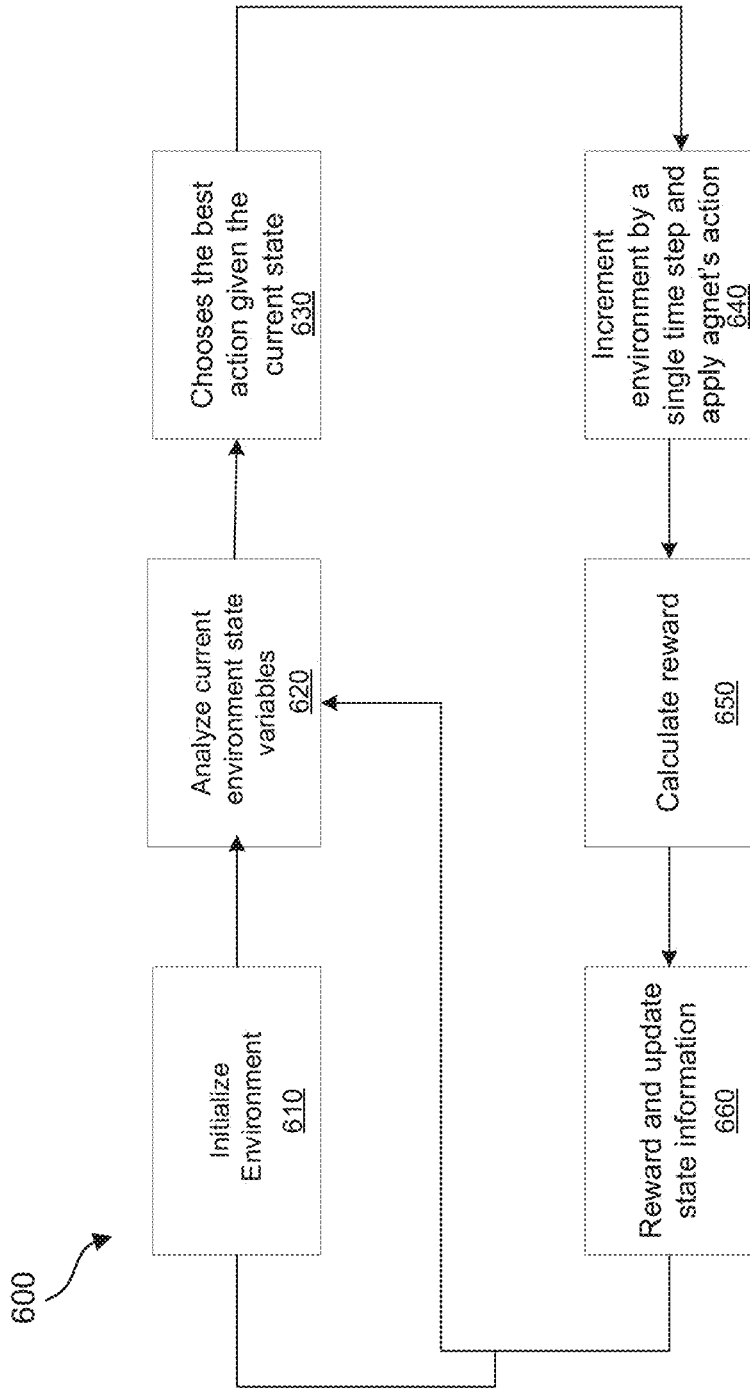 600
Initialize
Environment
610
Analyze current
environment state
variables
620
Chooses the best
action given the
current state
630
Increment
environment by a
single time step and
apply agnet's action
640
Calculate reward
650
Reward and update
state information
660